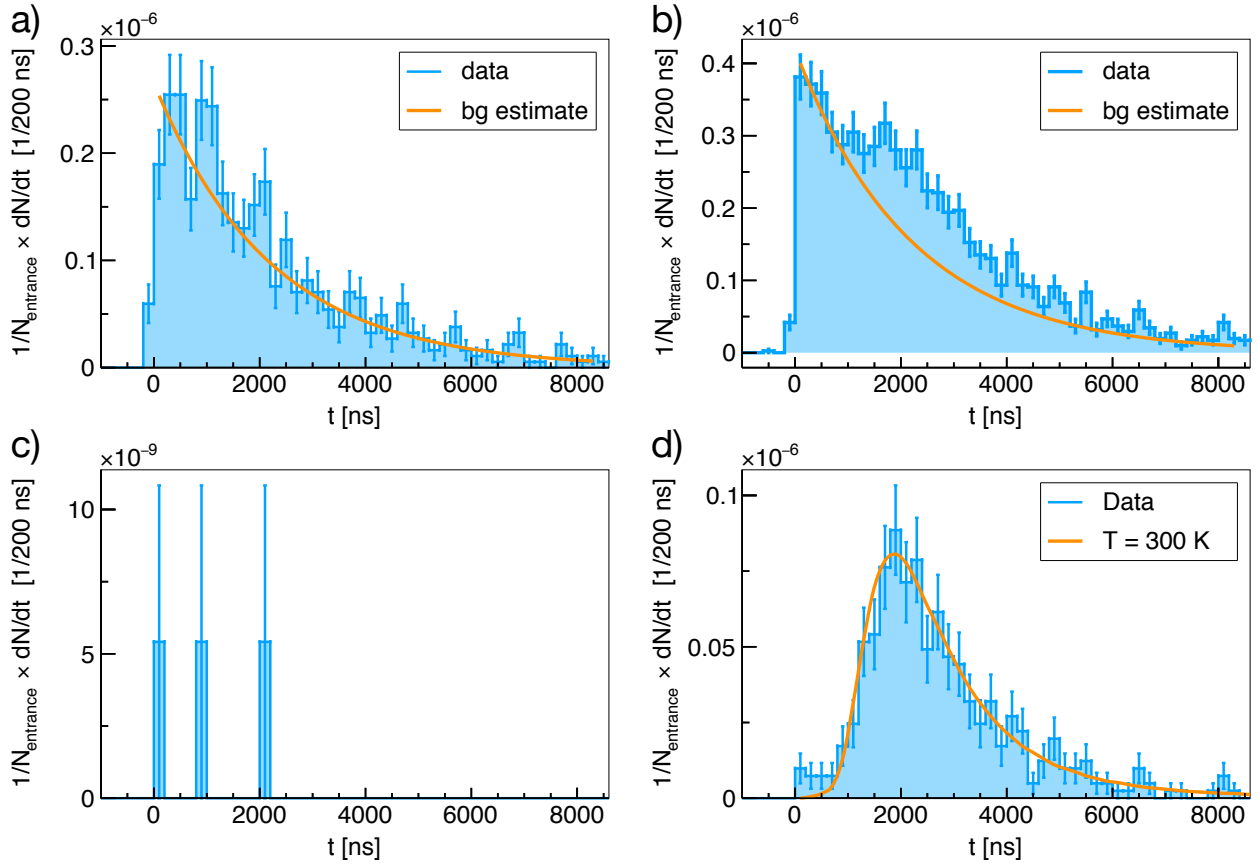 a)
×10⁻⁶
1/N_entrance × dN/dt [1/200 ns]
0.3
0.2
0.1
0
data
bg estimate
0 2000 4000 6000 8000
t [ns]
b)
×10⁻⁶
1/N_entrance × dN/dt [1/200 ns]
0.4
0.3
0.2
0.1
0
data
bg estimate
0 2000 4000 6000 8000
t [ns]
c)
×10⁻⁹
1/N_entrance × dN/dt [1/200 ns]
10
5
0
0 2000 4000 6000 8000
t [ns]
d)
×10⁻⁶
1/N_entrance × dN/dt [1/200 ns]
0.1
0.05
0
Data
T = 300 K
0 2000 4000 6000 8000
t [ns]